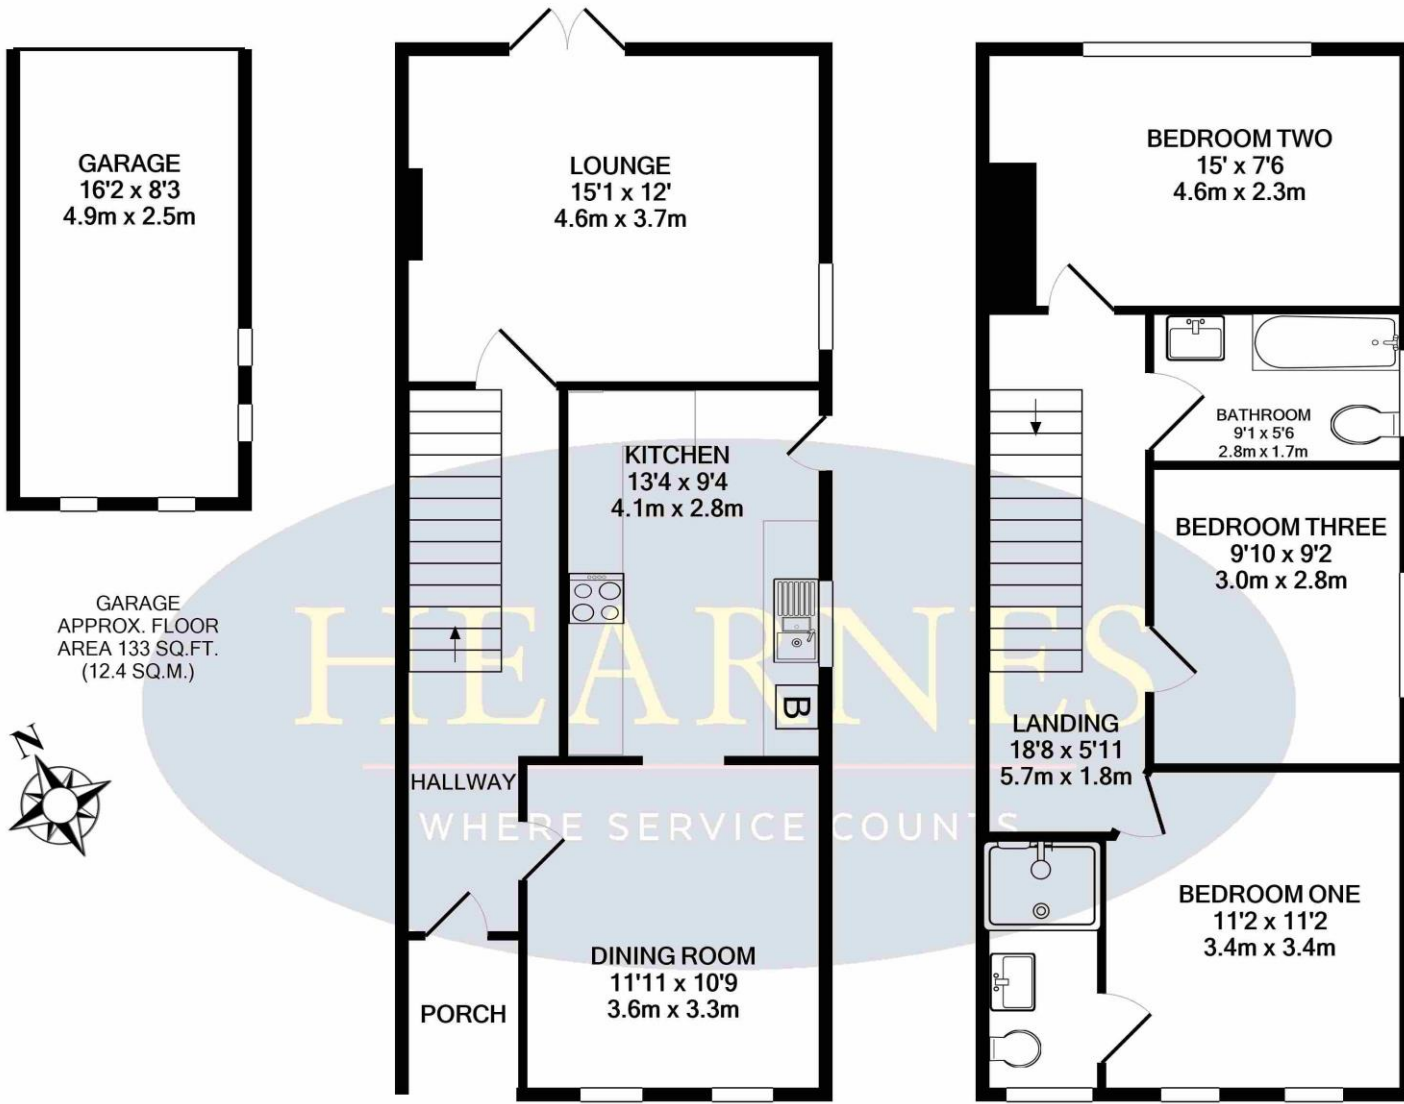 GARAGE
16'2 x 8'3
4.9m x 2.5m
GARAGE
APPROX. FLOOR
AREA 133 SQ.FT.
(12.4 SQ.M.)
N
LOUNGE
15'1 x 12'
4.6m x 3.7m
KITCHEN
13'4 x 9'4
4.1m x 2.8m
B
HALLWAY
DINING ROOM
11'11 x 10'9
3.6m x 3.3m
PORCH
BEDROOM TWO
15' x 7'6
4.6m x 2.3m
BATHROOM
9'1 x 5'6
2.8m x 1.7m
BEDROOM THREE
9'10 x 9'2
3.0m x 2.8m
LANDING
18'8 x 5'11
5.7m x 1.8m
BEDROOM ONE
11'2 x 11'2
3.4m x 3.4m
HEARNES
WHERE SERVICE COUNTS